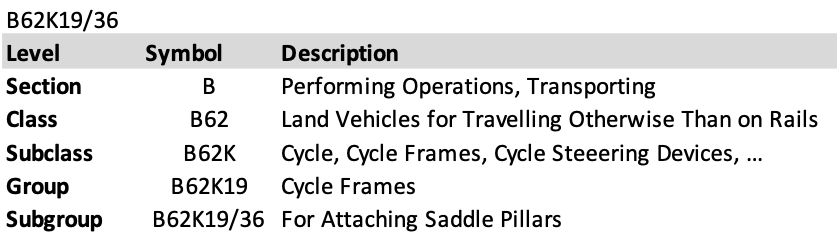 B62K19/36
Level Symbol Description
Section B Performing Operations, Transporting
Class B62 Land Vehicles for Travelling Otherwise Than on Rails
Subclass B62K Cycle, Cycle Frames, Cycle Steeering Devices, ...
Group B62K19 Cycle Frames
Subgroup B62K19/36 For Attaching Saddle Pillars